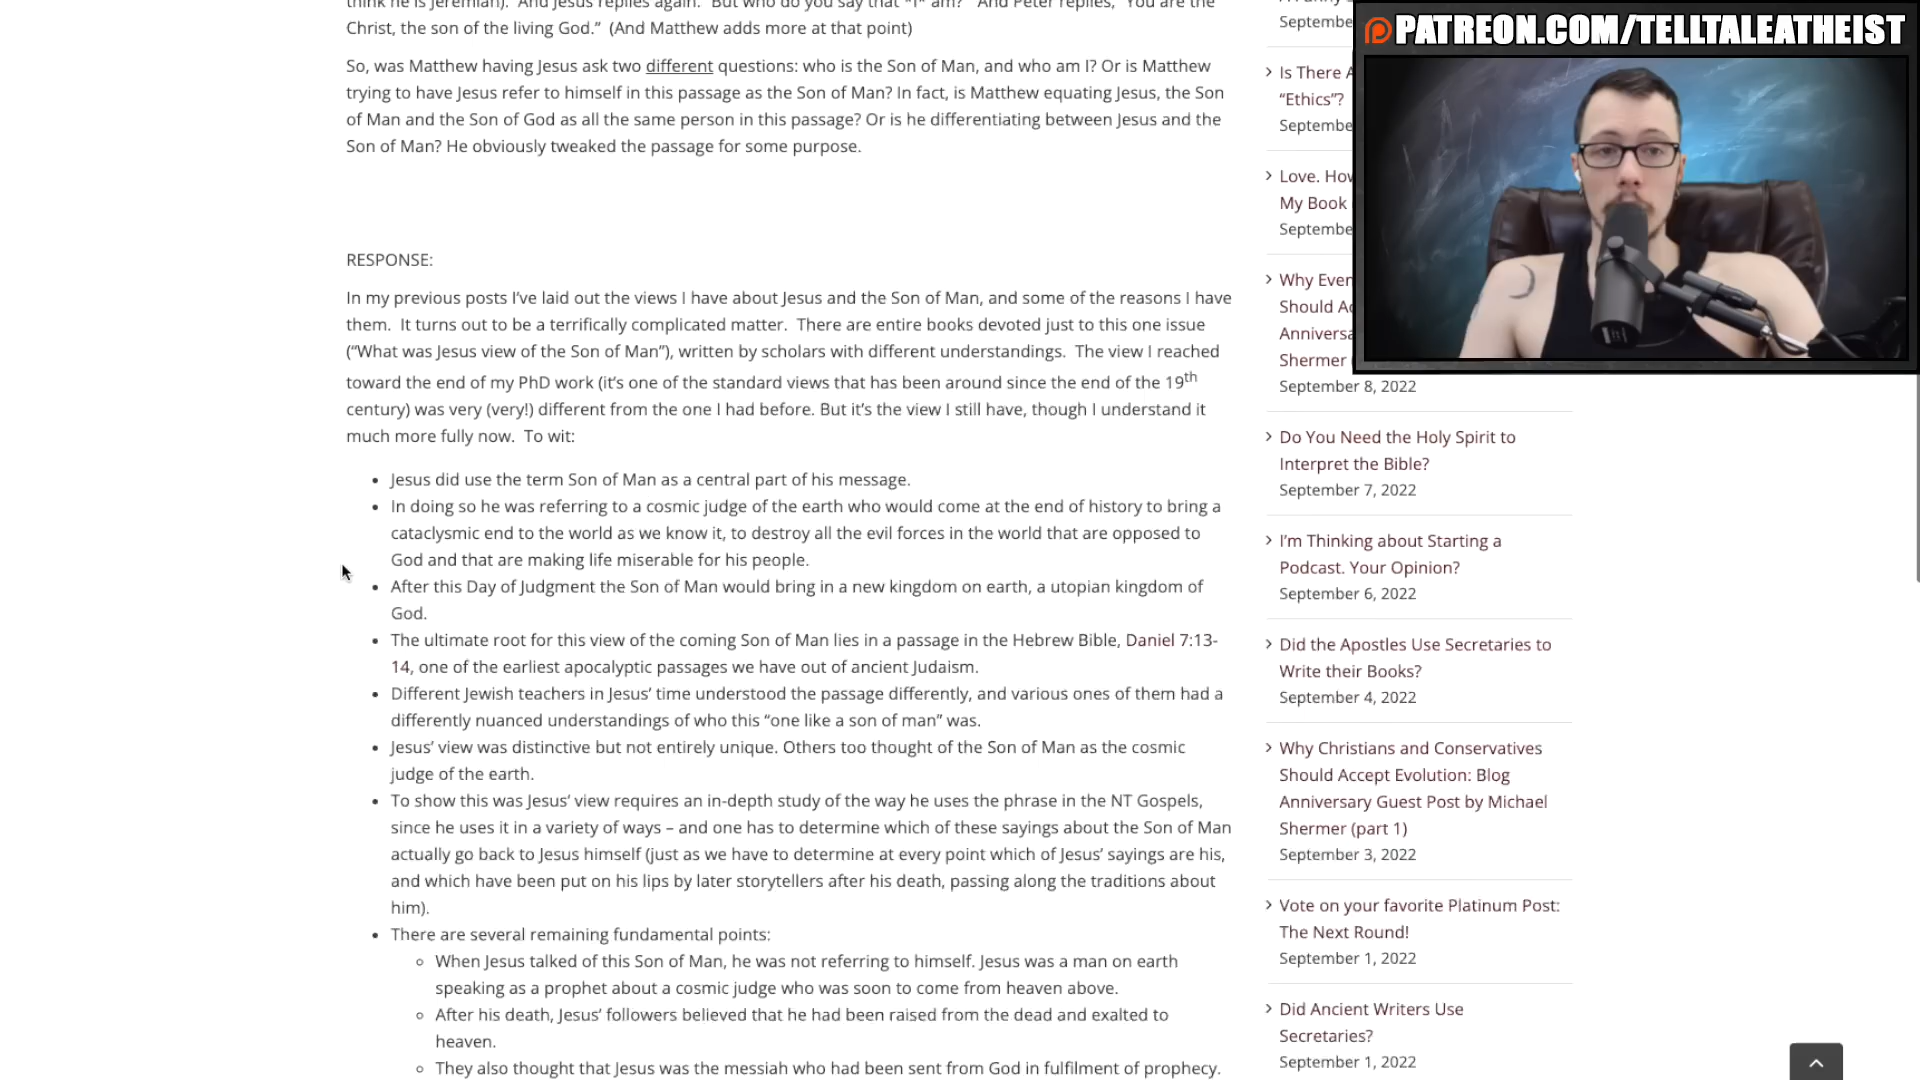 think he is Jeremiah). And Jesus replies again. "But who do you say that *I* am?" And Peter replies, "You are the
Christ, the son of the living God." (And Matthew adds more at that point)
So, was Matthew having Jesus ask two different questions: who is the Son of Man, and who am I? Or is Matthew
trying to have Jesus refer to himself in this passage as the Son of Man? In fact, is Matthew equating Jesus, the Son
of Man and the Son of God as all the same person in this passage? Or is he differentiating between Jesus and the
Son of Man? He obviously tweaked the passage for some purpose.
RESPONSE:
In my previous posts I've laid out the views I have about Jesus and the Son of Man, and some of the reasons I have
them. It turns out to be a terrifically complicated matter. There are entire books devoted just to this one issue
("What was Jesus view of the Son of Man"), written by scholars with different understandings. The view I reached
toward the end of my PhD work (it's one of the standard views that has been around since the end of the 19th
century) was very (very!) different from the one I had before. But it's the view I still have, though I understand it
much more fully now. To wit:
• Jesus did use the term Son of Man as a central part of his message.
• In doing so he was referring to a cosmic judge of the earth who would come at the end of history to bring a
cataclysmic end to the world as we know it, to destroy all the evil forces in the world that are opposed to
God and that are making life miserable for his people.
• After this Day of Judgment the Son of Man would bring in a new kingdom on earth, a utopian kingdom of
God.
• The ultimate root for this view of the coming Son of Man lies in a passage in the Hebrew Bible, Daniel 7:13-
14, one of the earliest apocalyptic passages we have out of ancient Judaism.
• Different Jewish teachers in Jesus' time understood the passage differently, and various ones of them had a
differently nuanced understandings of who this "one like a son of man" was.
• Jesus' view was distinctive but not entirely unique. Others too thought of the Son of Man as the cosmic
judge of the earth.
• To show this was Jesus' view requires an in-depth study of the way he uses the phrase in the NT Gospels,
since he uses it in a variety of ways – and one has to determine which of these sayings about the Son of Man
actually go back to Jesus himself (just as we have to determine at every point which of Jesus' sayings are his,
and which have been put on his lips by later storytellers after his death, passing along the traditions about
him).
• There are several remaining fundamental points:
◦ When Jesus talked of this Son of Man, he was not referring to himself. Jesus was a man on earth
speaking as a prophet about a cosmic judge who was soon to come from heaven above.
◦ After his death, Jesus' followers believed that he had been raised from the dead and exalted to
heaven.
◦ They also thought that Jesus was the messiah who had been sent from God in fulfilment of prophecy.
PATREON.COM/TELLTALEATHEIST
Septembe
Is There A
"Ethics"?
Septembe
Love. How
My Book
Septembe
Why Even
Should Ac
Anniversa
Shermer (
September 8, 2022
Do You Need the Holy Spirit to
Interpret the Bible?
September 7, 2022
I'm Thinking about Starting a
Podcast. Your Opinion?
September 6, 2022
Did the Apostles Use Secretaries to
Write their Books?
September 4, 2022
Why Christians and Conservatives
Should Accept Evolution: Blog
Anniversary Guest Post by Michael
Shermer (part 1)
September 3, 2022
Vote on your favorite Platinum Post:
The Next Round!
September 1, 2022
Did Ancient Writers Use
Secretaries?
September 1, 2022